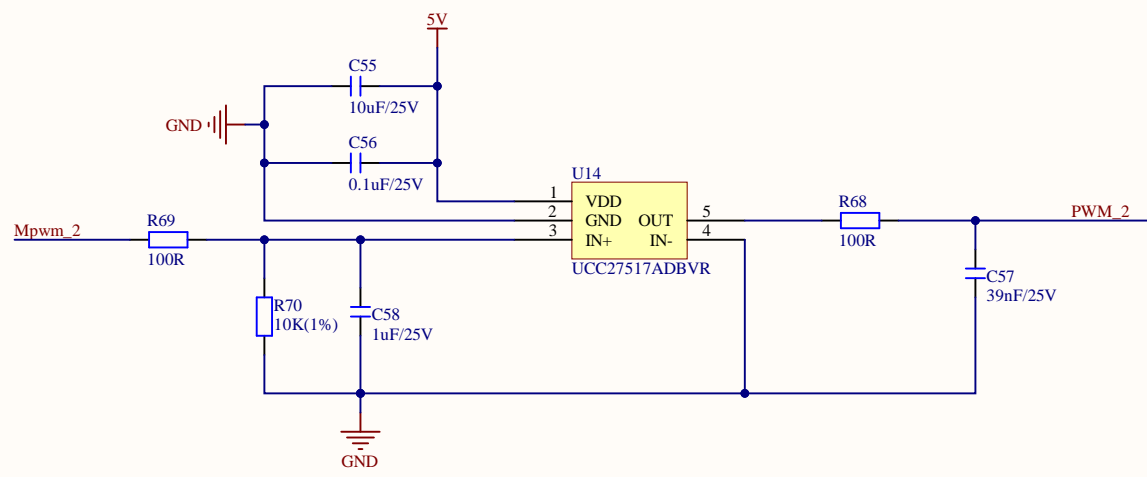 5V
C55
10uF/25V
GND
C56
0.1uF/25V
U14
1 VDD
2 GND OUT 5
3 IN+ IN- 4
UCC27517ADBVR
R68
100R
PWM_2
Mpwm_2
R69
100R
C57
39nF/25V
R70
10K(1%)
C58
1uF/25V
GND